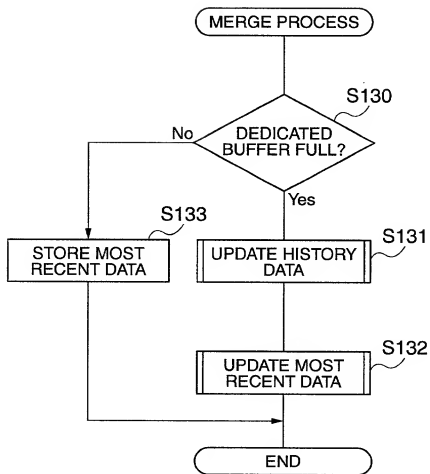 MERGE PROCESS
S130
DEDICATED
BUFFER FULL?
No
Yes
S133
STORE MOST
RECENT DATA
S131
UPDATE HISTORY
DATA
S132
UPDATE MOST
RECENT DATA
END